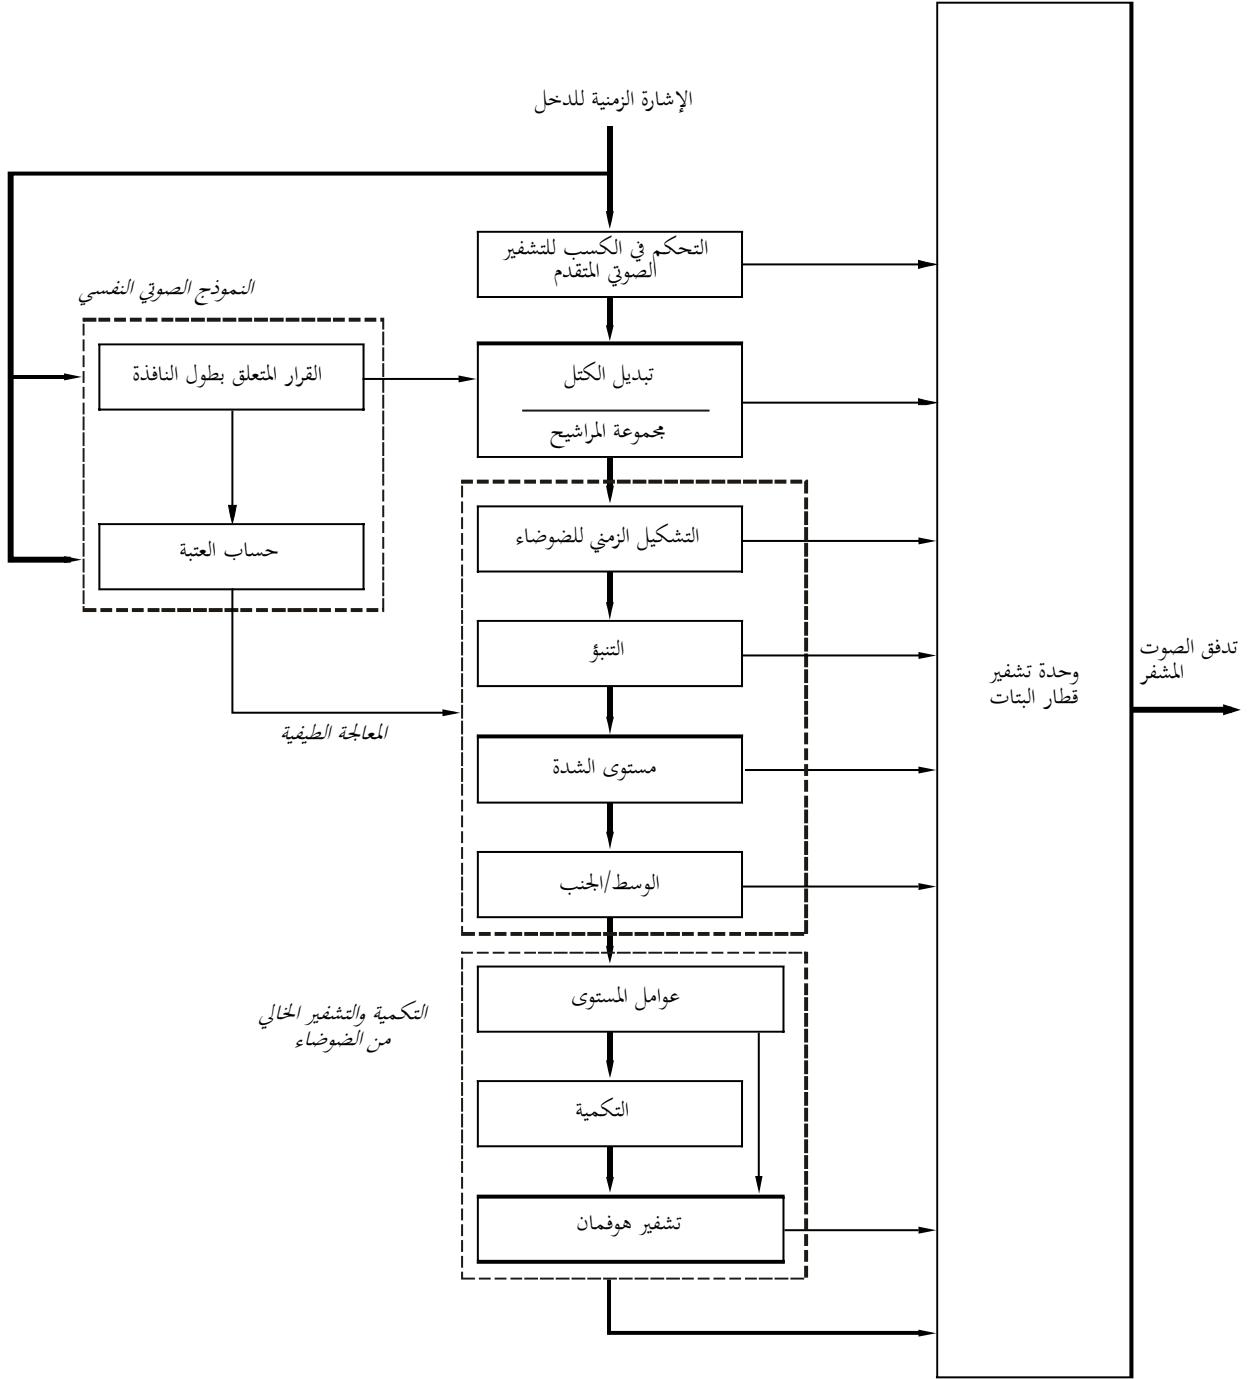 الإشارة الزمنية للدخل
التحكم في الكسب للتشفير
الصوتي المتقدم
النموذج الصوتي النفسي
القرار المتعلق بطول النافذة
تبديل الكتل
مجموعة المراشيح
حساب العتبة
التشكيل الزمني للضوضاء
التنبؤ
المعالجة الطيفية
مستوى الشدة
الوسط/الجنب
التكمية والتشفير الخالي
من الضوضاء
عوامل المستوى
التكمية
تشفير هوفمان
وحدة تشفير
قطار البتات
تدفق الصوت
المشفر